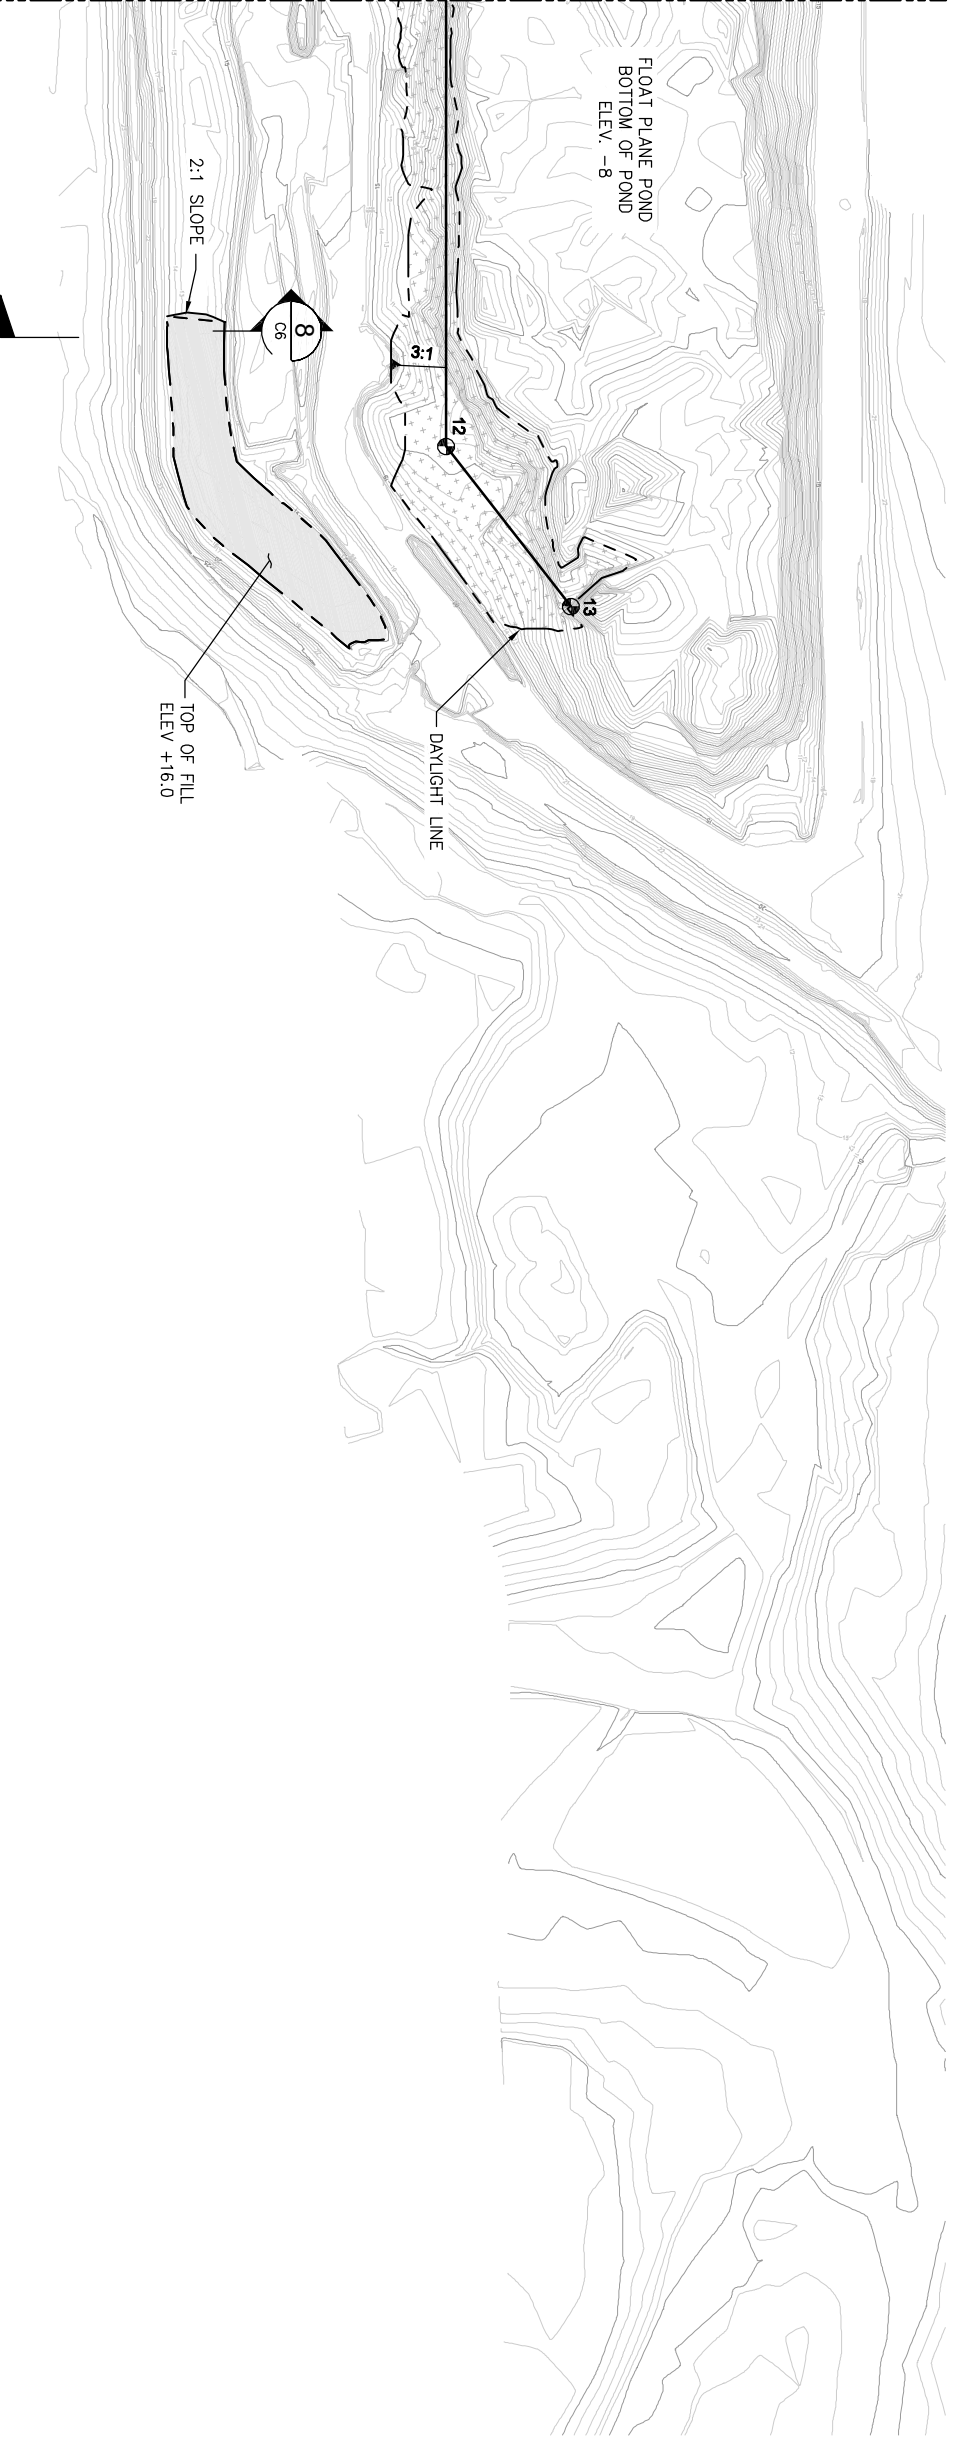 FLOAT PLANE POND
BOTTOM OF POND
ELEV. -8
2:1 SLOPE
8
C6
3:1
12
13
DAYLIGHT LINE
TOP OF FILL
ELEV +16.0